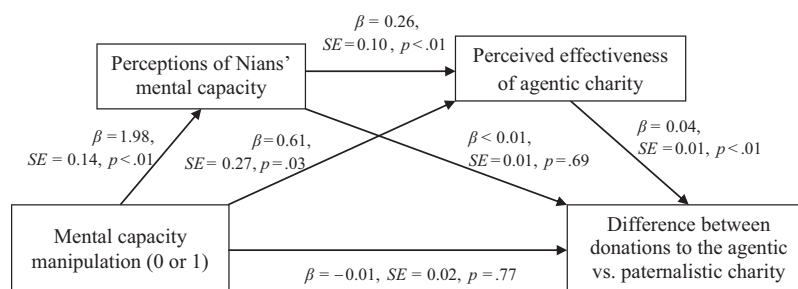 β = 0.26,
SE = 0.10 , p < .01
Perceptions of Nians’
mental capacity
Perceived effectiveness
of agentic charity
β = 1.98,
SE = 0.14, p < .01
β = 0.61,
SE = 0.27, p = .03
β < 0.01,
SE = 0.01, p = .69
β = 0.04,
SE = 0.01, p < .01
Mental capacity
manipulation (0 or 1)
Difference between
donations to the agentic
vs. paternalistic charity
β = −0.01, SE = 0.02, p = .77